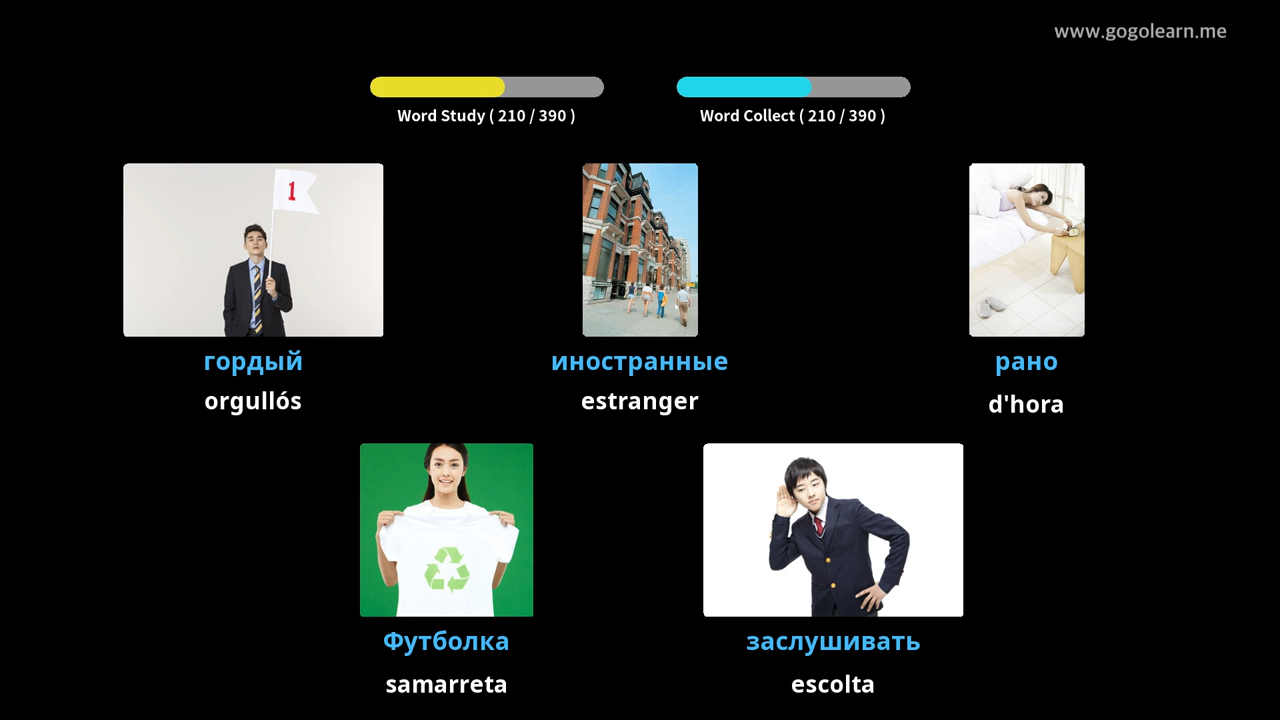 www.gogolearn.me
Word Study ( 210 / 390 )
Word Collect ( 210 / 390 )
1
гордый
orgullós
иностранные
estranger
рано
d'hora
Футболка
samarreta
заслушивать
escolta